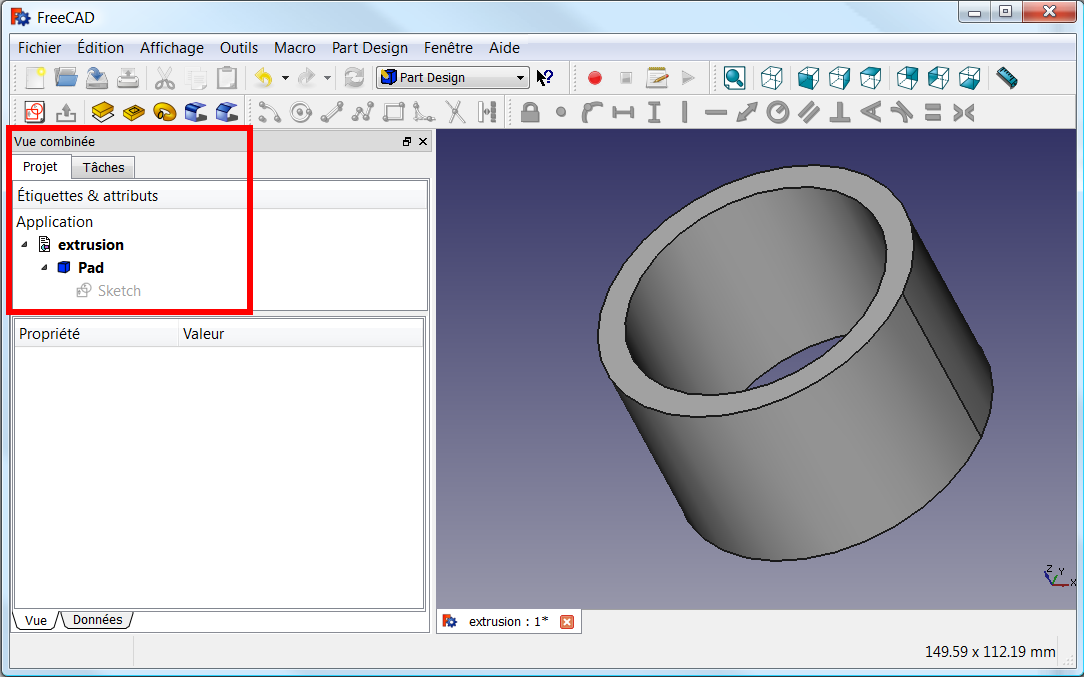 FreeCAD
Fichier Édition Affichage Outils Macro Part Design Fenêtre Aide
Part Design
Vue combinée
Projet Tâches
Étiquettes & attributs
Application
extrusion
Pad
Sketch
Propriété Valeur
Vue Données
Z Y X
extrusion : 1*
149.59 x 112.19 mm